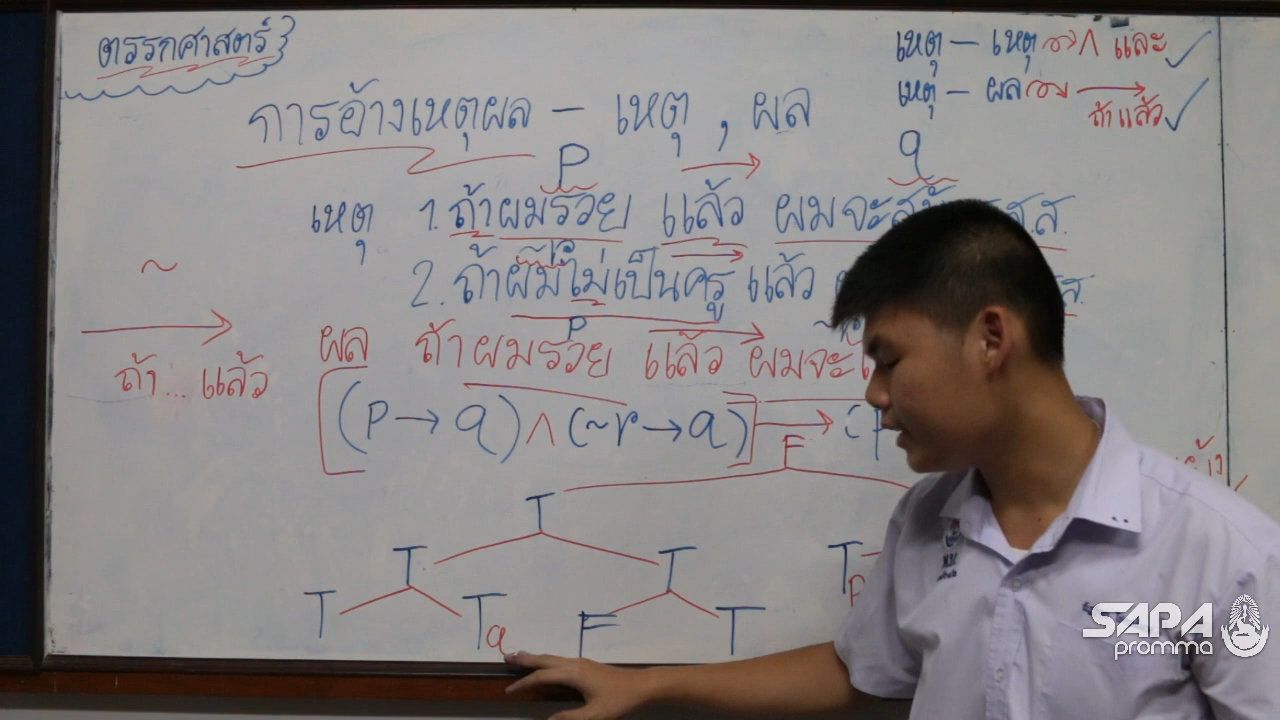 ตรรกศาสตร์
เหตุ – เหตุ ∧ และ ✓
เหตุ – ผล → ✓
ถ้า แล้ว
การอ้างเหตุผล – เหตุ , ผล
P → q
เหตุ 1. ถ้าผมรวย แล้ว ผมจะ ส.ส.
2. ถ้าผมไม่เป็นครู แล้ว ส.
~
→
ถ้า... แล้ว
P
ผล ถ้าผมรวย แล้ว ผมจะ
[(P → q) ∧ (~r → q)] → (P
F
T
T T T
T T q F T P
SAPA
promma